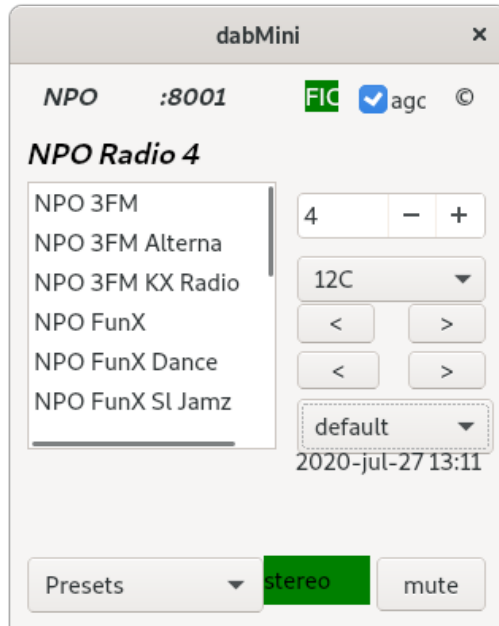 dabMini ×
NPO :8001 FIC agc ©
NPO Radio 4
NPO 3FM
NPO 3FM Alterna
NPO 3FM KX Radio
NPO FunX
NPO FunX Dance
NPO FunX Sl Jamz
4 − +
12C
< >
< >
default
2020-jul-27 13:11
Presets stereo mute